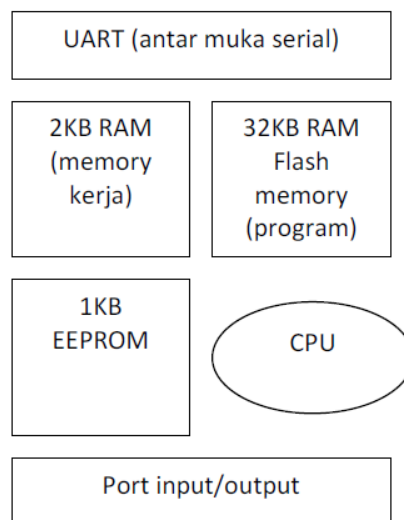 UART (antar muka serial)
2KB RAM
(memory
kerja)
32KB RAM
Flash
memory
(program)
1KB
EEPROM
CPU
Port input/output